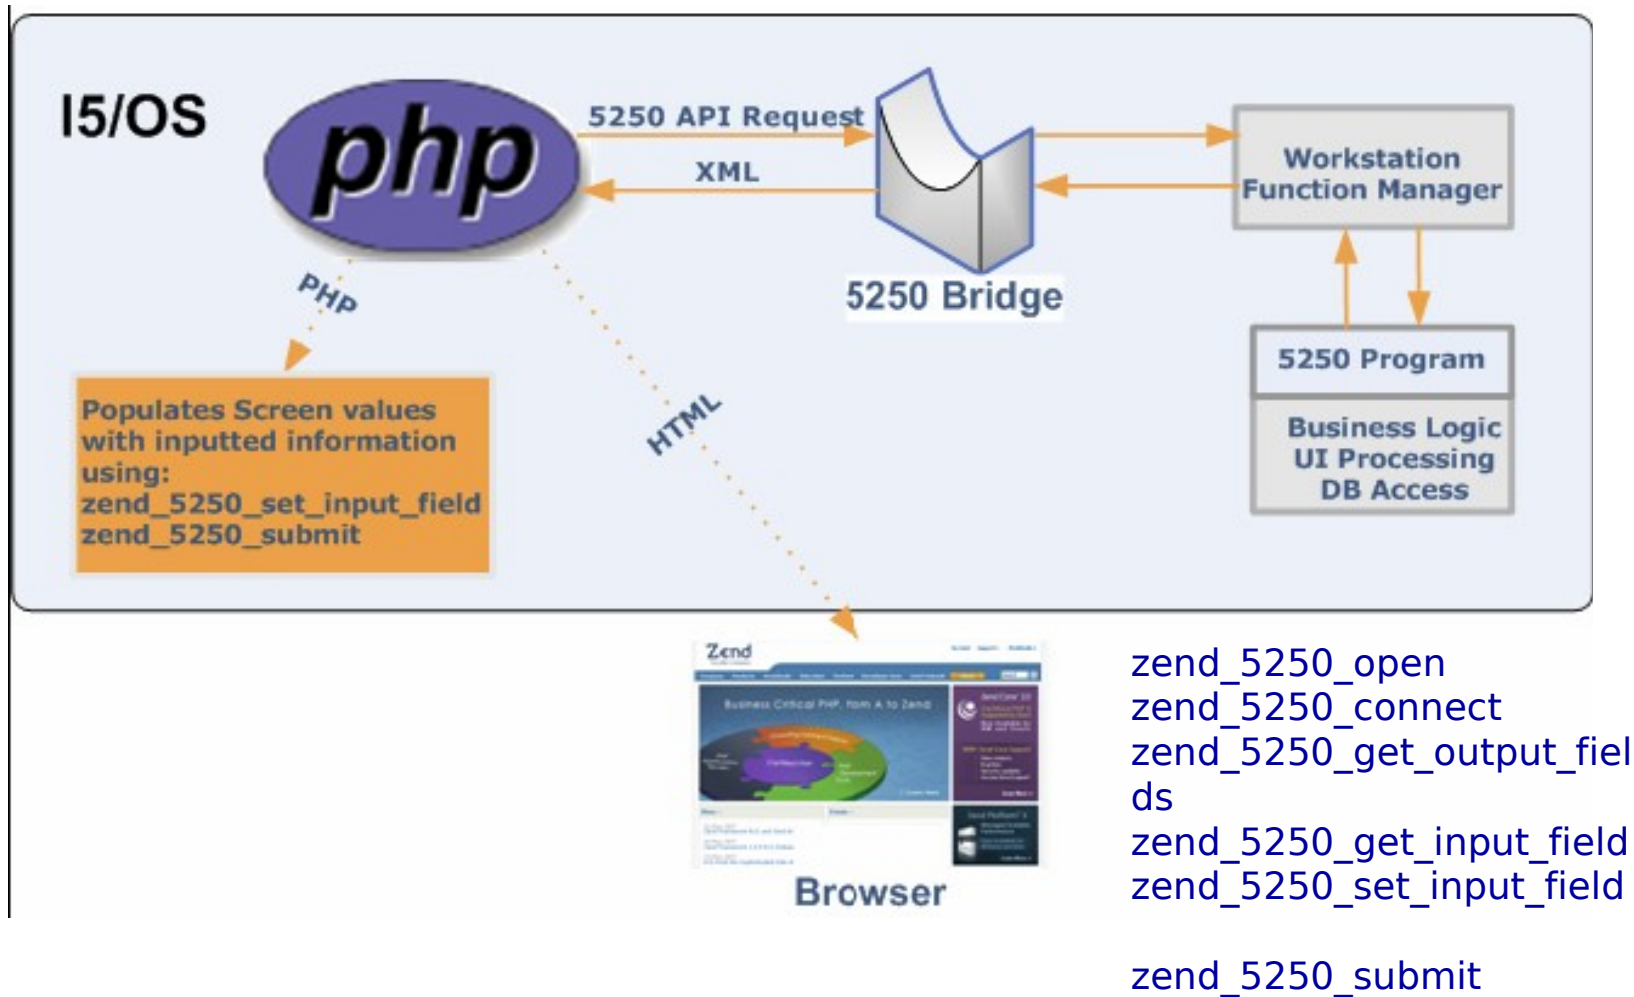 I5/OS
php
5250 API Request
XML
5250 Bridge
Workstation
Function Manager
5250 Program
Business Logic
UI Processing
DB Access
PHP
Populates Screen values
with inputted information
using:
zend_5250_set_input_field
zend_5250_submit
HTML
Zend
Business Critical PHP, from A to Zend
Browser
zend_5250_open
zend_5250_connect
zend_5250_get_output_fiel
ds
zend_5250_get_input_field
zend_5250_set_input_field
zend_5250_submit